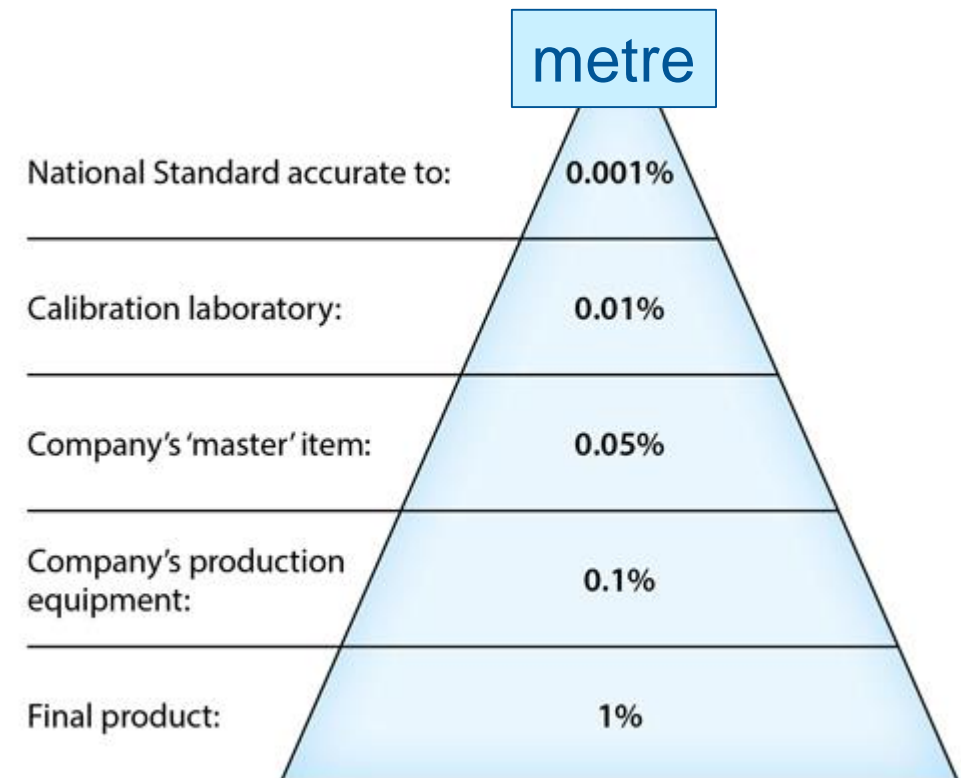 metre
National Standard accurate to: 0.001%
Calibration laboratory: 0.01%
Company’s ‘master’ item: 0.05%
Company’s production
equipment: 0.1%
Final product: 1%